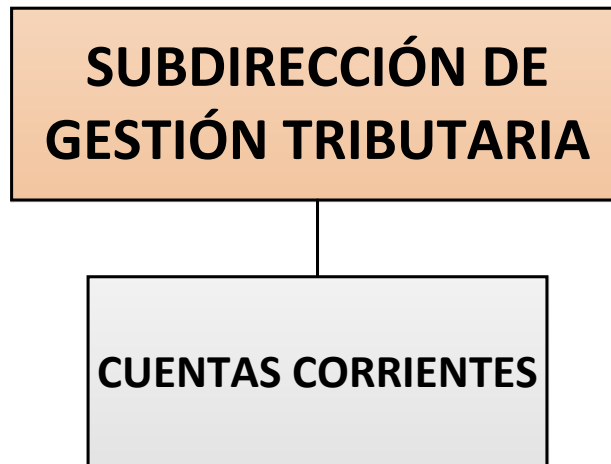 SUBDIRECCIÓN DE
GESTIÓN TRIBUTARIA
CUENTAS CORRIENTES